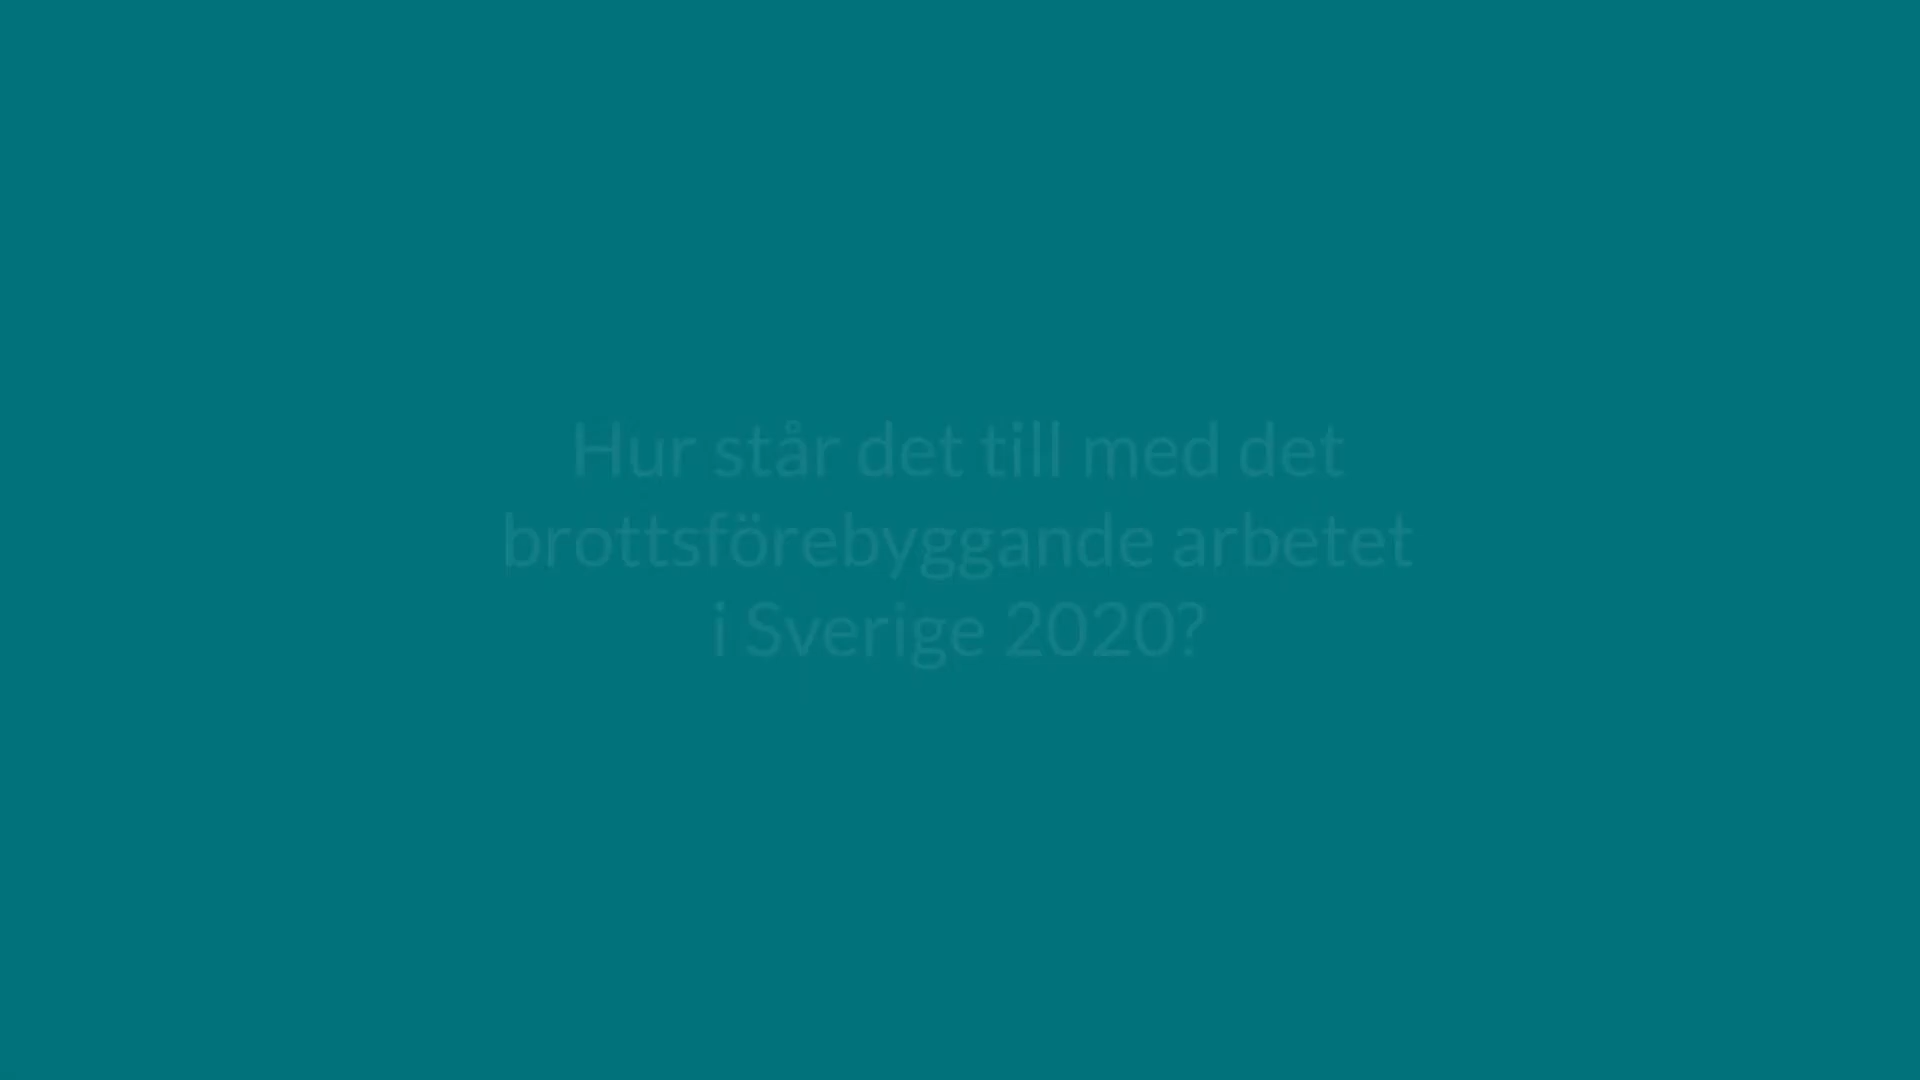 Hur står det till med det
brottsförebyggande arbetet
i Sverige 2020?